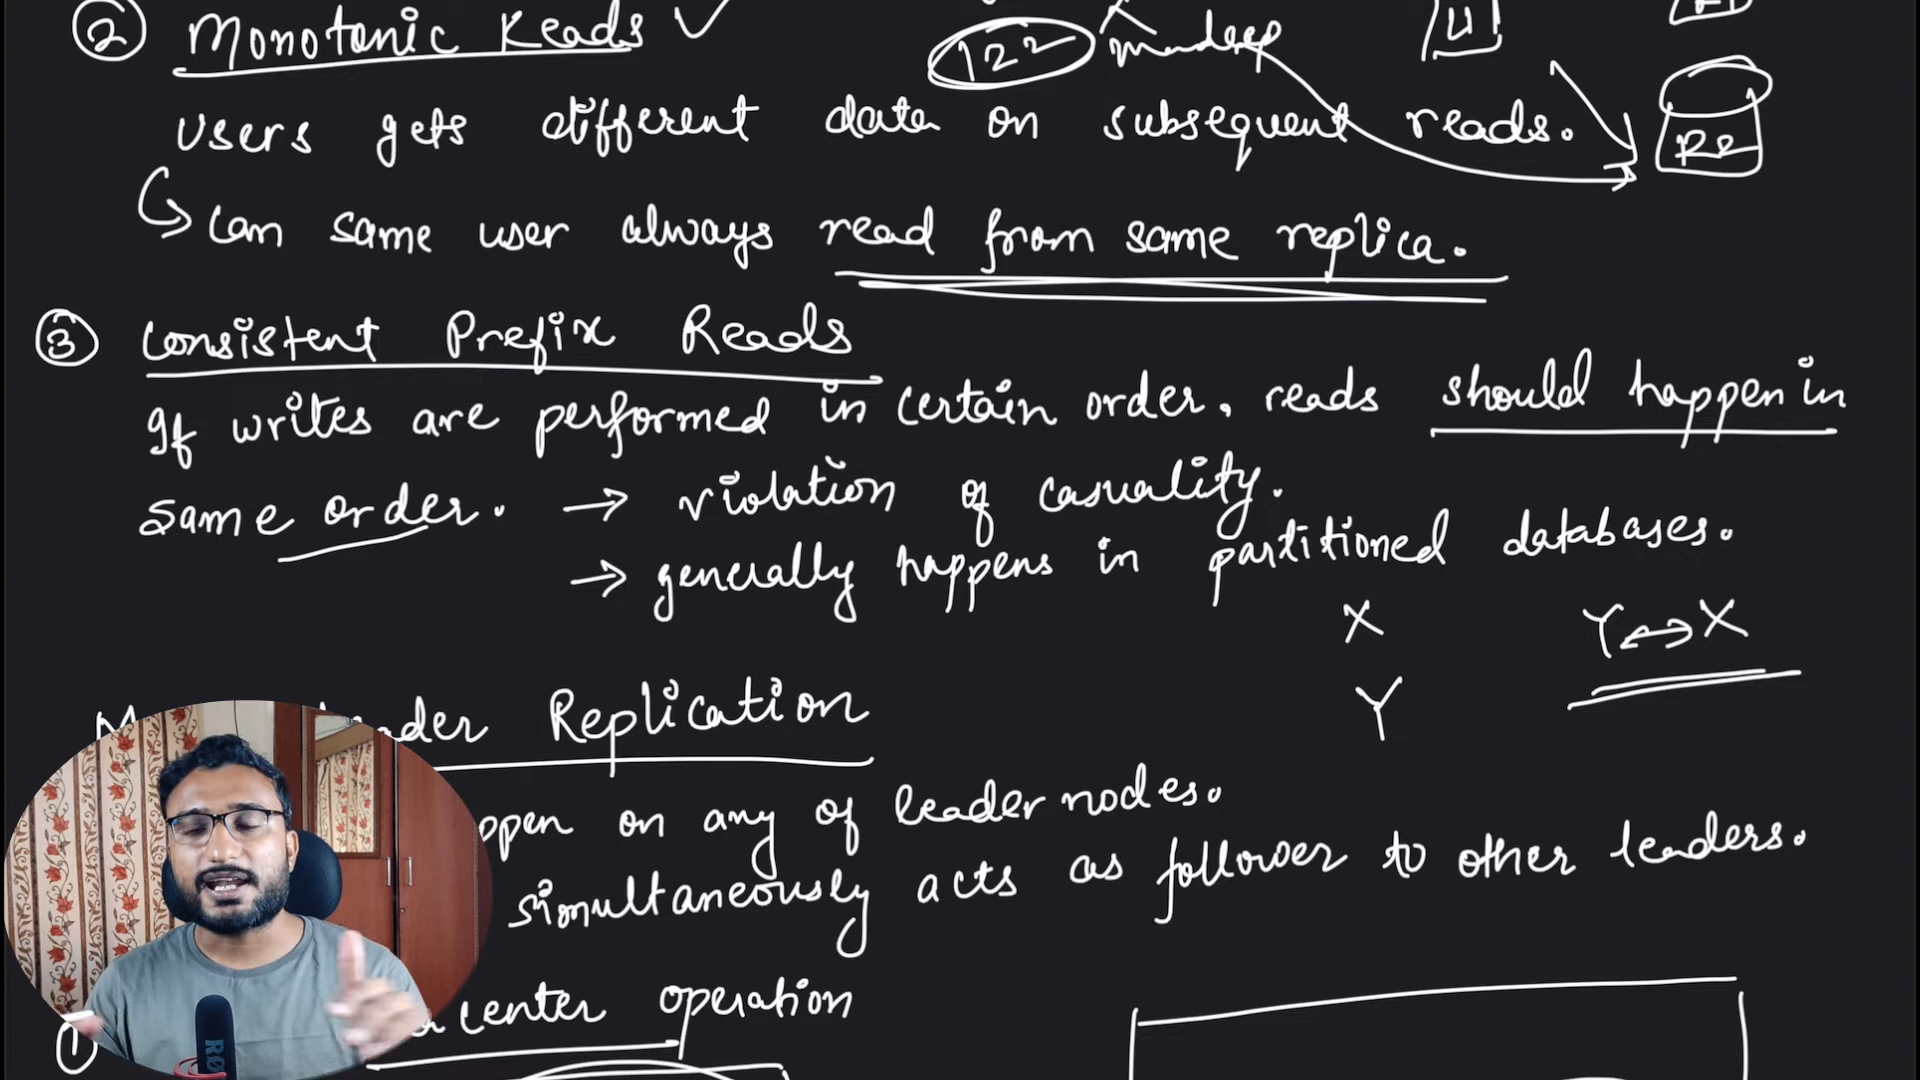 ② Monotonic Reads ✓
122
U
R2
users gets different data on subsequent reads.
↳ can same user always read from same replica.
③ Consistent Prefix Reads
If writes are performed in certain order, reads should happen in
same order. → violation of casuality.
→ generally happens in partitioned databases.
X Y ↔ X
Y
Replication
on any of leader nodes.
simultaneously acts as follower to other leaders.
① center operation